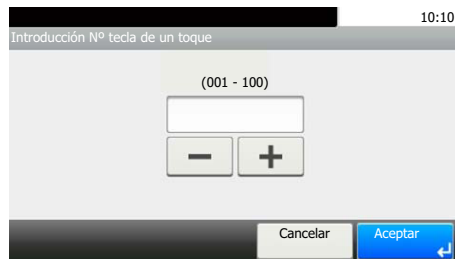 10:10
Introducción Nº tecla de un toque
(001 - 100)
Cancelar
Aceptar